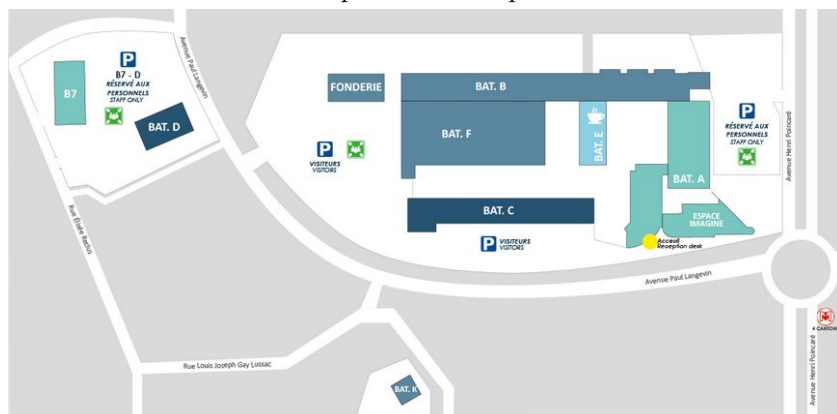 Avenue Paul Langevin
P
B7 - D
RÉSERVÉ AUX
PERSONNELS
STAFF ONLY
B7
BAT. D
FONDERIE
BAT. B
P
VISITEURS
VISITORS
BAT. F
BAT. E
P
RÉSERVÉ AUX
PERSONNELS
STAFF ONLY
Avenue Henri Poincaré
BAT. A
BAT. C
ESPACE
IMAGINE
P
VISITEURS
VISITORS
Acceuil
Reception desk
Rue Élisée Reclus
Avenue Paul Langevin
4 CANTONS
Avenue Henri Poincaré
Rue Louis Joseph Gay Lussac
BAT. K